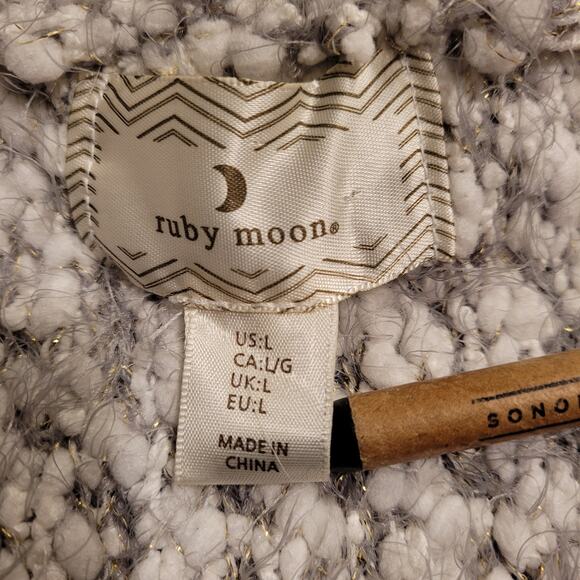 ruby moon®
US:L
CA:L/G
UK:L
EU:L
MADE IN
CHINA